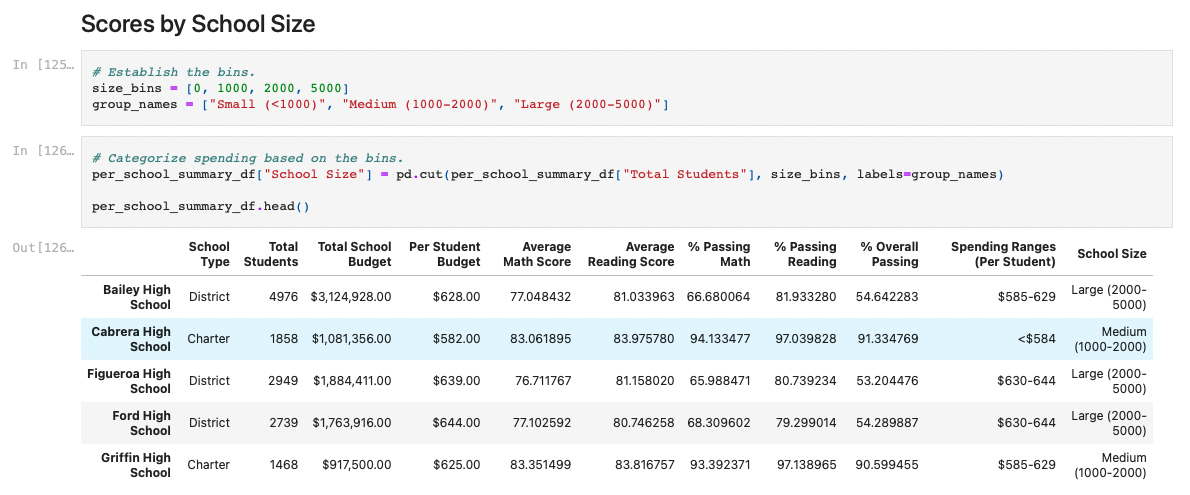 Scores by School Size
In [125…
# Establish the bins.
size_bins = [0, 1000, 2000, 5000]
group_names = ["Small (<1000)", "Medium (1000-2000)", "Large (2000-5000)"]
In [126…
# Categorize spending based on the bins.
per_school_summary_df["School Size"] = pd.cut(per_school_summary_df["Total Students"], size_bins, labels=group_names)
per_school_summary_df.head()
Out[126…
School Total Total School Per Student Average Average % Passing % Passing % Overall Spending Ranges School Size
Type Students Budget Budget Math Score Reading Score Math Reading Passing (Per Student)
Bailey High School District 4976 $3,124,928.00 $628.00 77.048432 81.033963 66.680064 81.933280 54.642283 $585-629 Large (2000-5000)
Cabrera High School Charter 1858 $1,081,356.00 $582.00 83.061895 83.975780 94.133477 97.039828 91.334769 <$584 Medium (1000-2000)
Figueroa High School District 2949 $1,884,411.00 $639.00 76.711767 81.158020 65.988471 80.739234 53.204476 $630-644 Large (2000-5000)
Ford High School District 2739 $1,763,916.00 $644.00 77.102592 80.746258 68.309602 79.299014 54.289887 $630-644 Large (2000-5000)
Griffin High School Charter 1468 $917,500.00 $625.00 83.351499 83.816757 93.392371 97.138965 90.599455 $585-629 Medium (1000-2000)